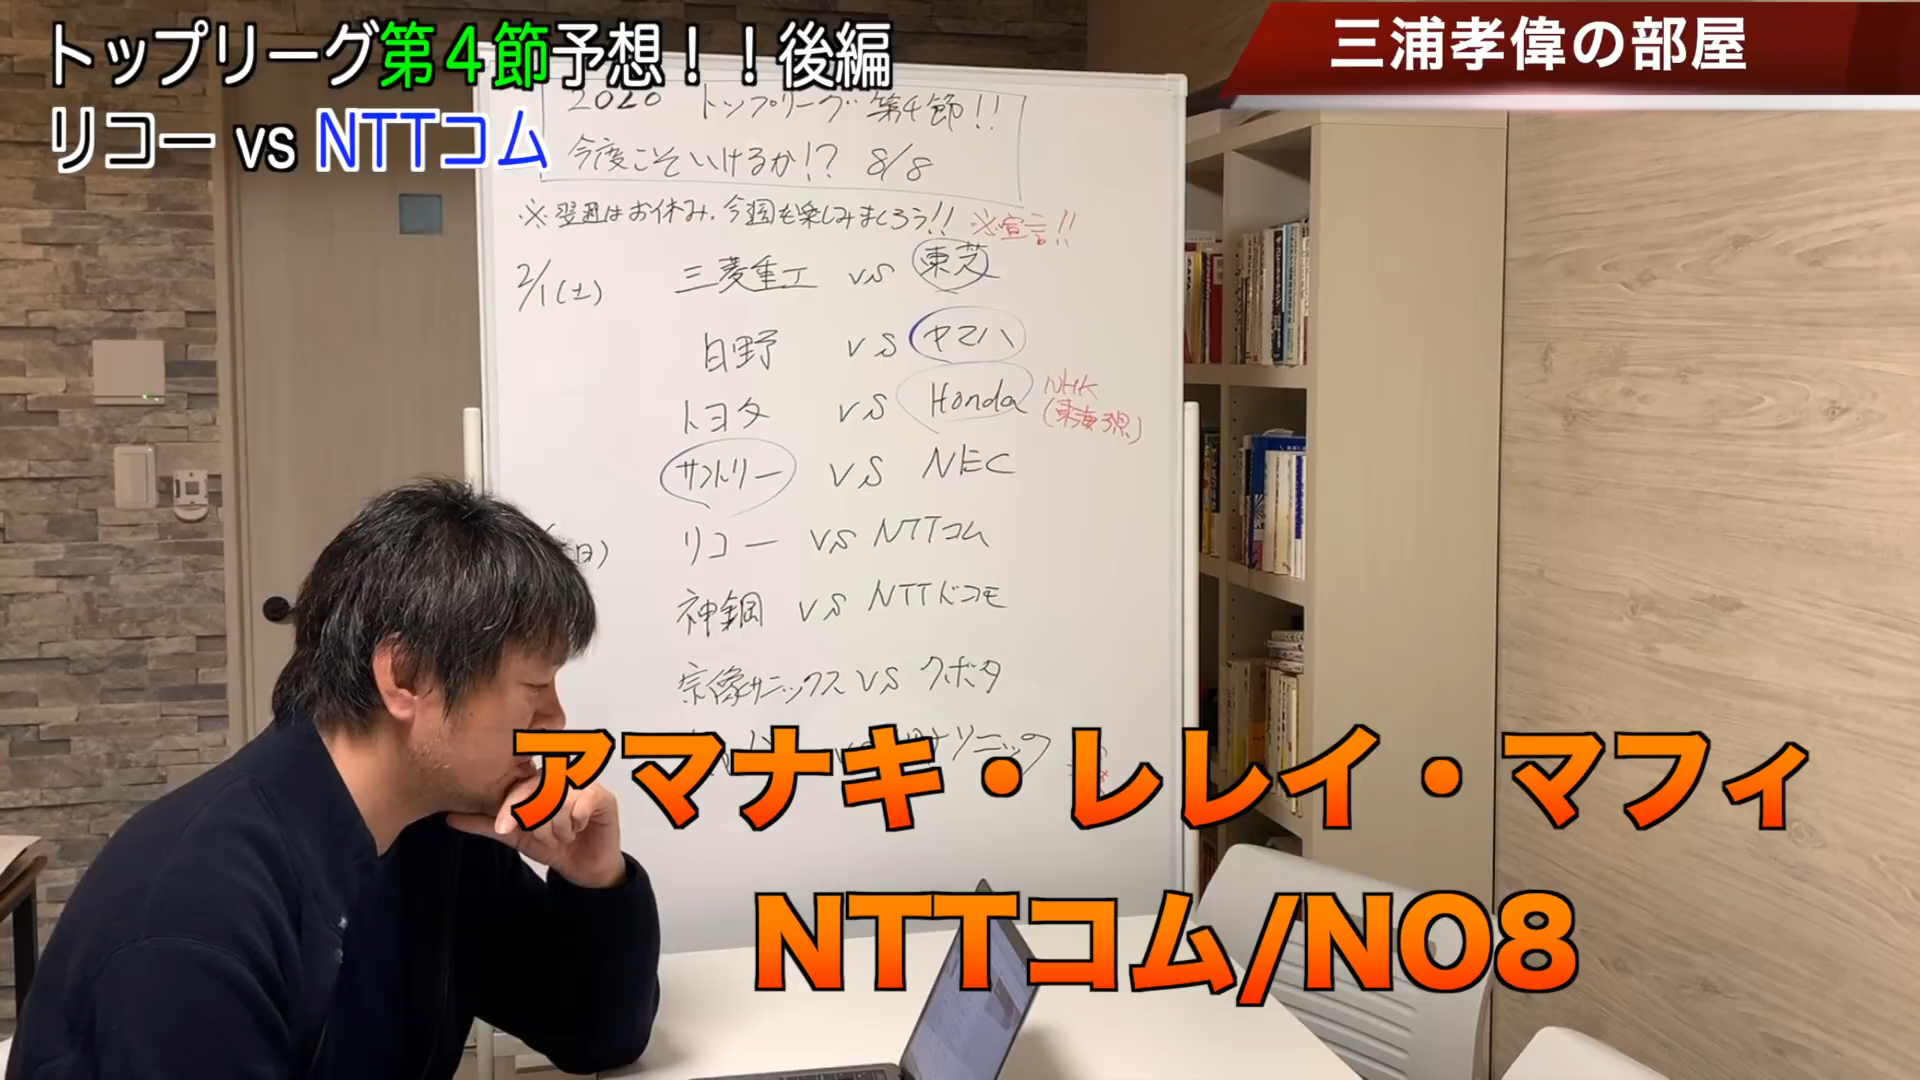 トップリーグ第４節予想！！後編
三浦孝偉の部屋
リコー vs NTTコム
2020 トップリーグ 第4節!!
今度こそいけるか!? 8/8
※翌週はお休み.今週も楽しみまくろう!!
※宣言!!
2/1(土) 三菱重工 vs 東芝
日野 vs ヤマハ
トヨタ vs Honda
NHK
サントリー vs NEC
日) リコー vs NTTコム
神鋼 vs NTTドコモ
宗像サニックス vs クボタ
アマナキ・レレイ・マフィ
NTTコム/NO8